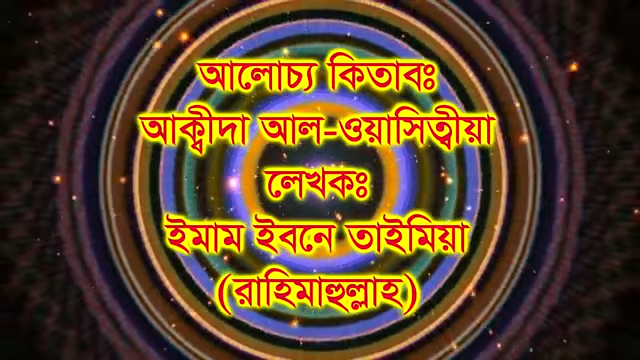 আলোচ্য কিতাবঃ
আক্বীদা আল-ওয়াসিত্বীয়া
লেখকঃ
ইমাম ইবনে তাইমিয়া
(রাহিমাহুল্লাহ)